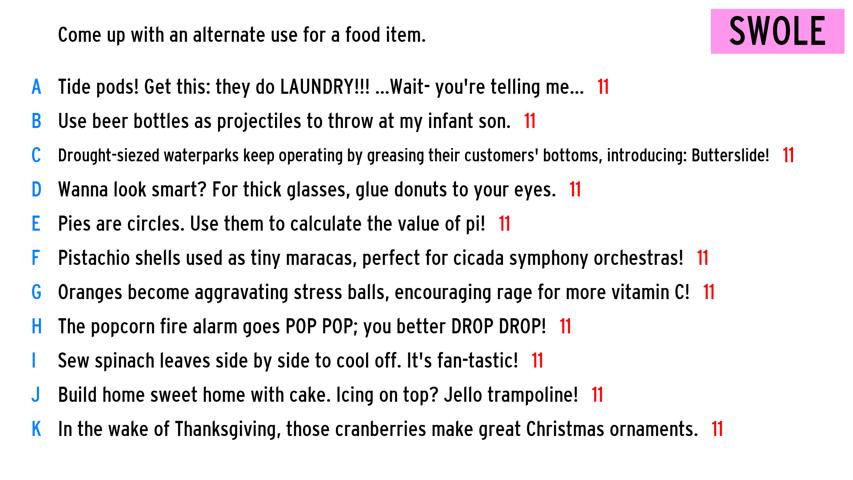 Come up with an alternate use for a food item.
SWOLE
A Tide pods! Get this: they do LAUNDRY!!! ...Wait- you're telling me... 11
B Use beer bottles as projectiles to throw at my infant son. 11
C Drought-siezed waterparks keep operating by greasing their customers' bottoms, introducing: Butterslide! 11
D Wanna look smart? For thick glasses, glue donuts to your eyes. 11
E Pies are circles. Use them to calculate the value of pi! 11
F Pistachio shells used as tiny maracas, perfect for cicada symphony orchestras! 11
G Oranges become aggravating stress balls, encouraging rage for more vitamin C! 11
H The popcorn fire alarm goes POP POP; you better DROP DROP! 11
I Sew spinach leaves side by side to cool off. It's fan-tastic! 11
J Build home sweet home with cake. Icing on top? Jello trampoline! 11
K In the wake of Thanksgiving, those cranberries make great Christmas ornaments. 11